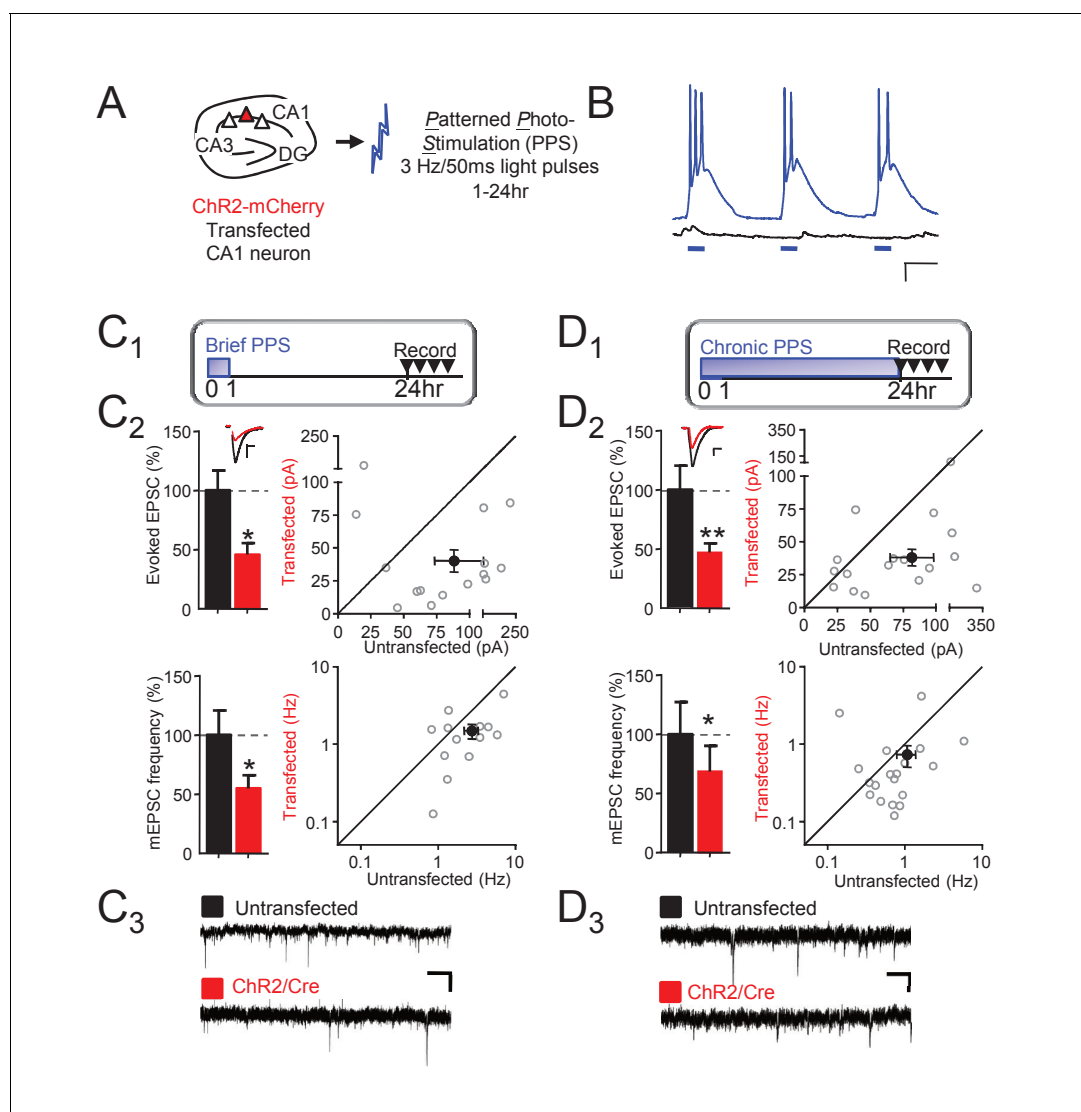 A
CA1
CA3
DG
ChR2-mCherry
Transfected
CA1 neuron
Patterned Photo-
Stimulation (PPS)
3 Hz/50ms light pulses
1-24hr
B
C1
Brief PPS
Record
0 1
24hr
D1
Chronic PPS
Record
0 1
24hr
C2
Evoked EPSC (%)
150
100
50
0
*
Transfected (pA)
250
150
100
75
50
25
0
0 25 50 75 100 250
Untransfected (pA)
mEPSC frequency (%)
150
100
50
0
*
Transfected (Hz)
10
1
0.1
0.1 1 10
Untransfected (Hz)
D2
Evoked EPSC (%)
150
100
50
0
**
Transfected (pA)
350
150
100
75
50
25
0
0 25 50 75 100 350
Untransfected (pA)
mEPSC frequency (%)
150
100
50
0
*
Transfected (Hz)
10
1
0.1
0.1 1 10
Untransfected (Hz)
C3
Untransfected
ChR2/Cre
D3
Untransfected
ChR2/Cre